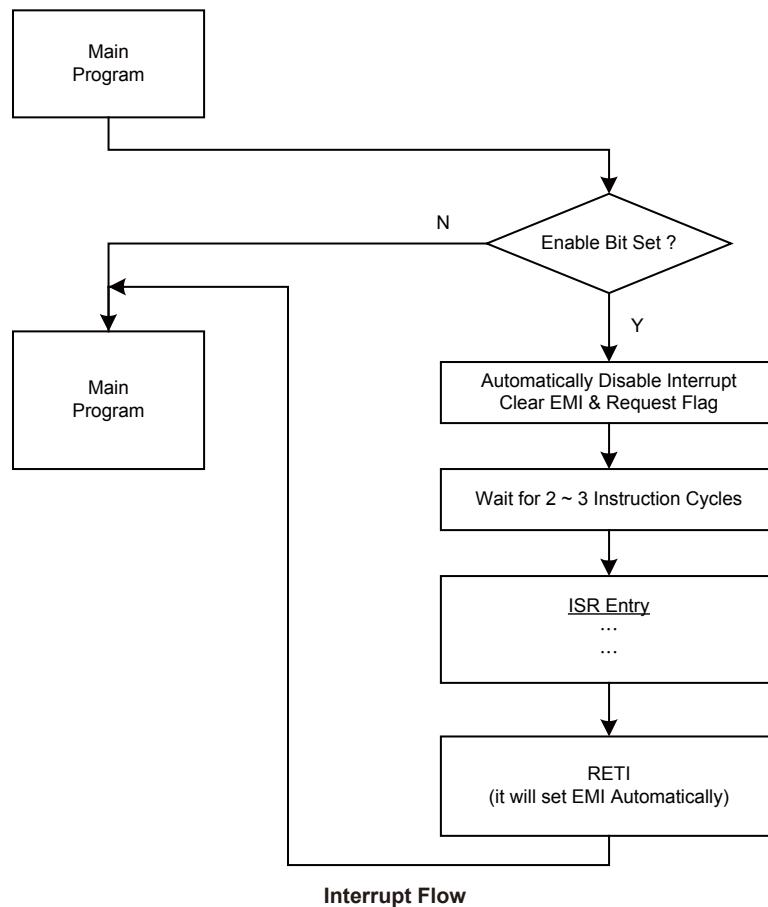 Main
Program
Enable Bit Set ?
N
Y
Main
Program
Automatically Disable Interrupt
Clear EMI & Request Flag
Wait for 2 ~ 3 Instruction Cycles
ISR Entry
...
...
RETI
(it will set EMI Automatically)
Interrupt Flow